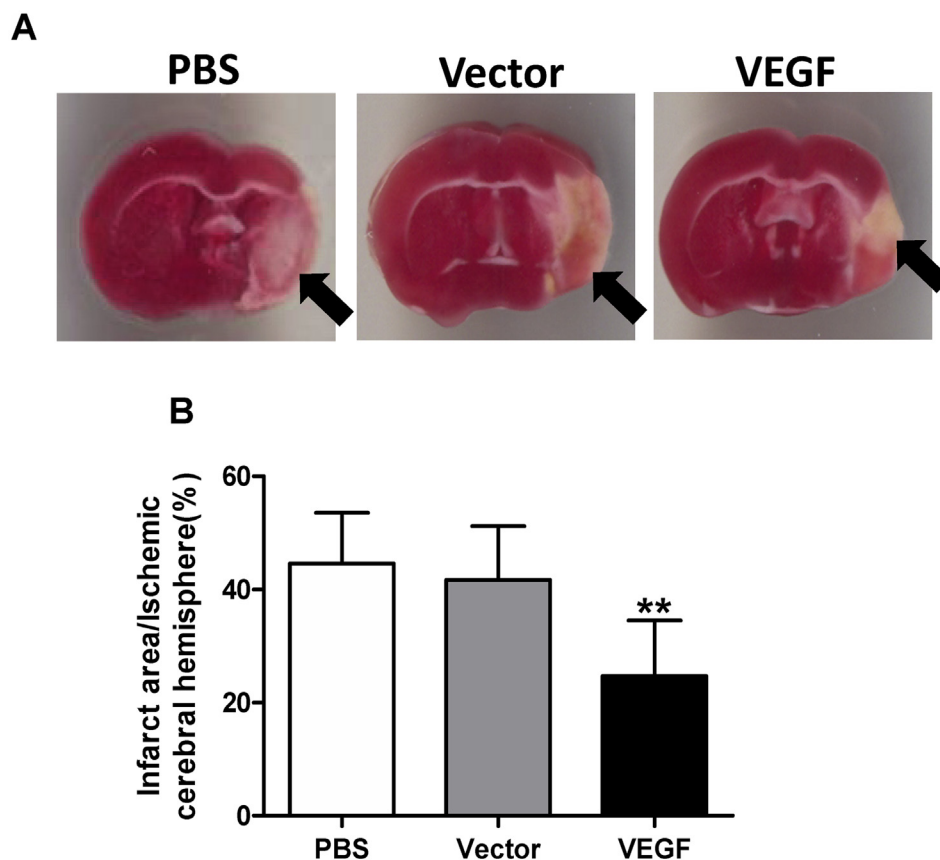 A
PBS Vector VEGF
B
Infarct area/Ischemic
cerebral hemisphere(%)
60
40
20
0
**
PBS Vector VEGF